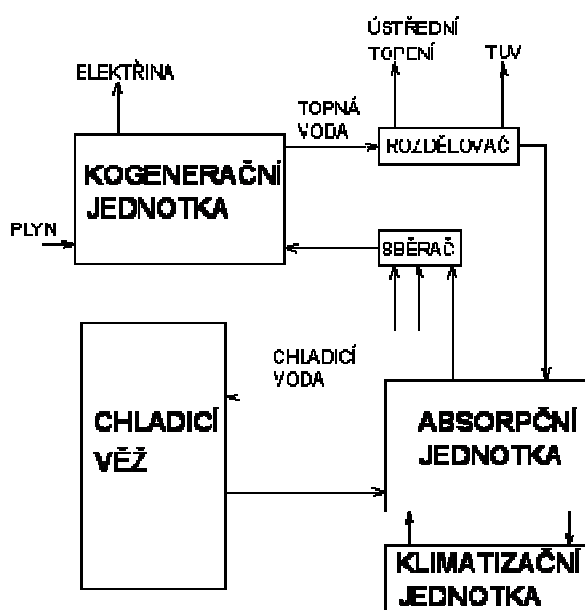 ÚSTŘEDNÍ
TOPENÍ
TUV
ELEKTŘINA
TOPNÁ
VODA
ROZDĚLOVAČ
KOGENERAČNÍ
JEDNOTKA
PLYN
SBĚRAČ
CHLADICÍ
VODA
CHLADICÍ
VĚŽ
ABSORPČNÍ
JEDNOTKA
KLIMATIZAČNÍ
JEDNOTKA